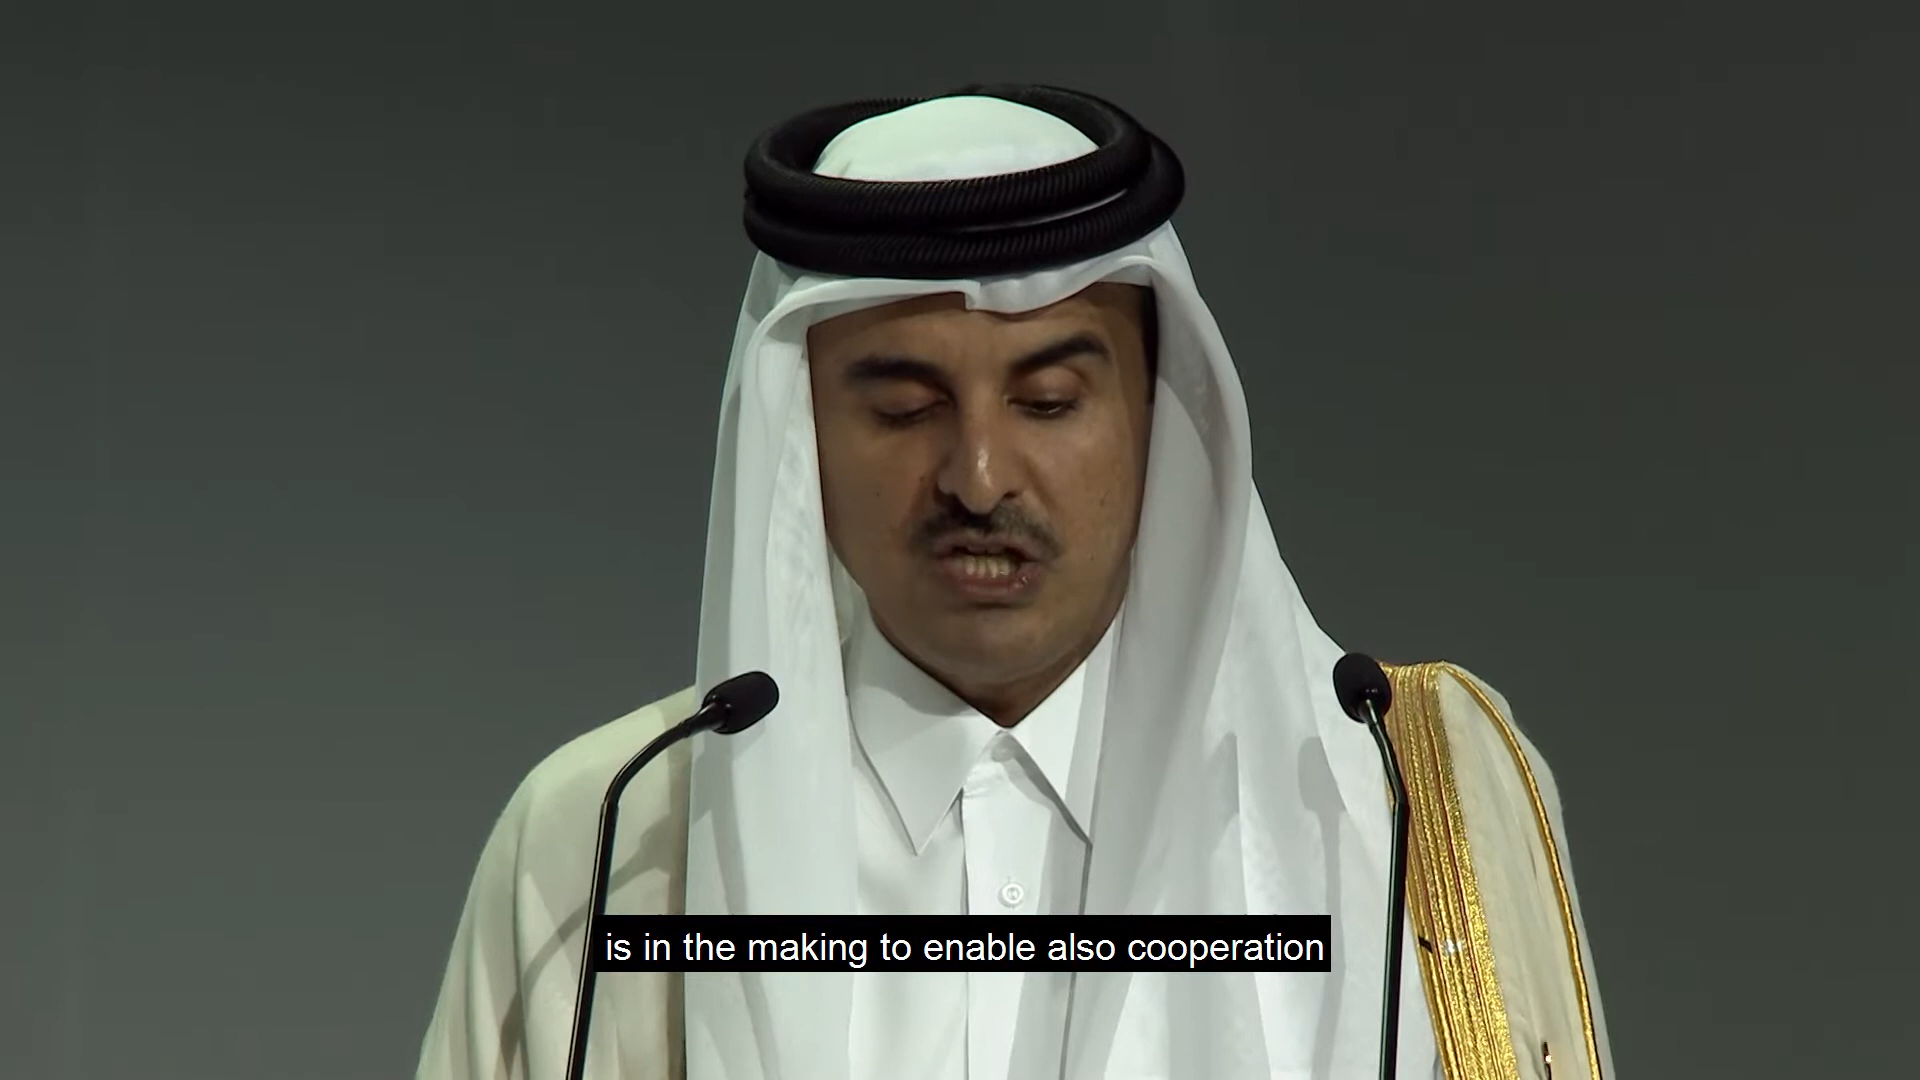 is in the making to enable also cooperation